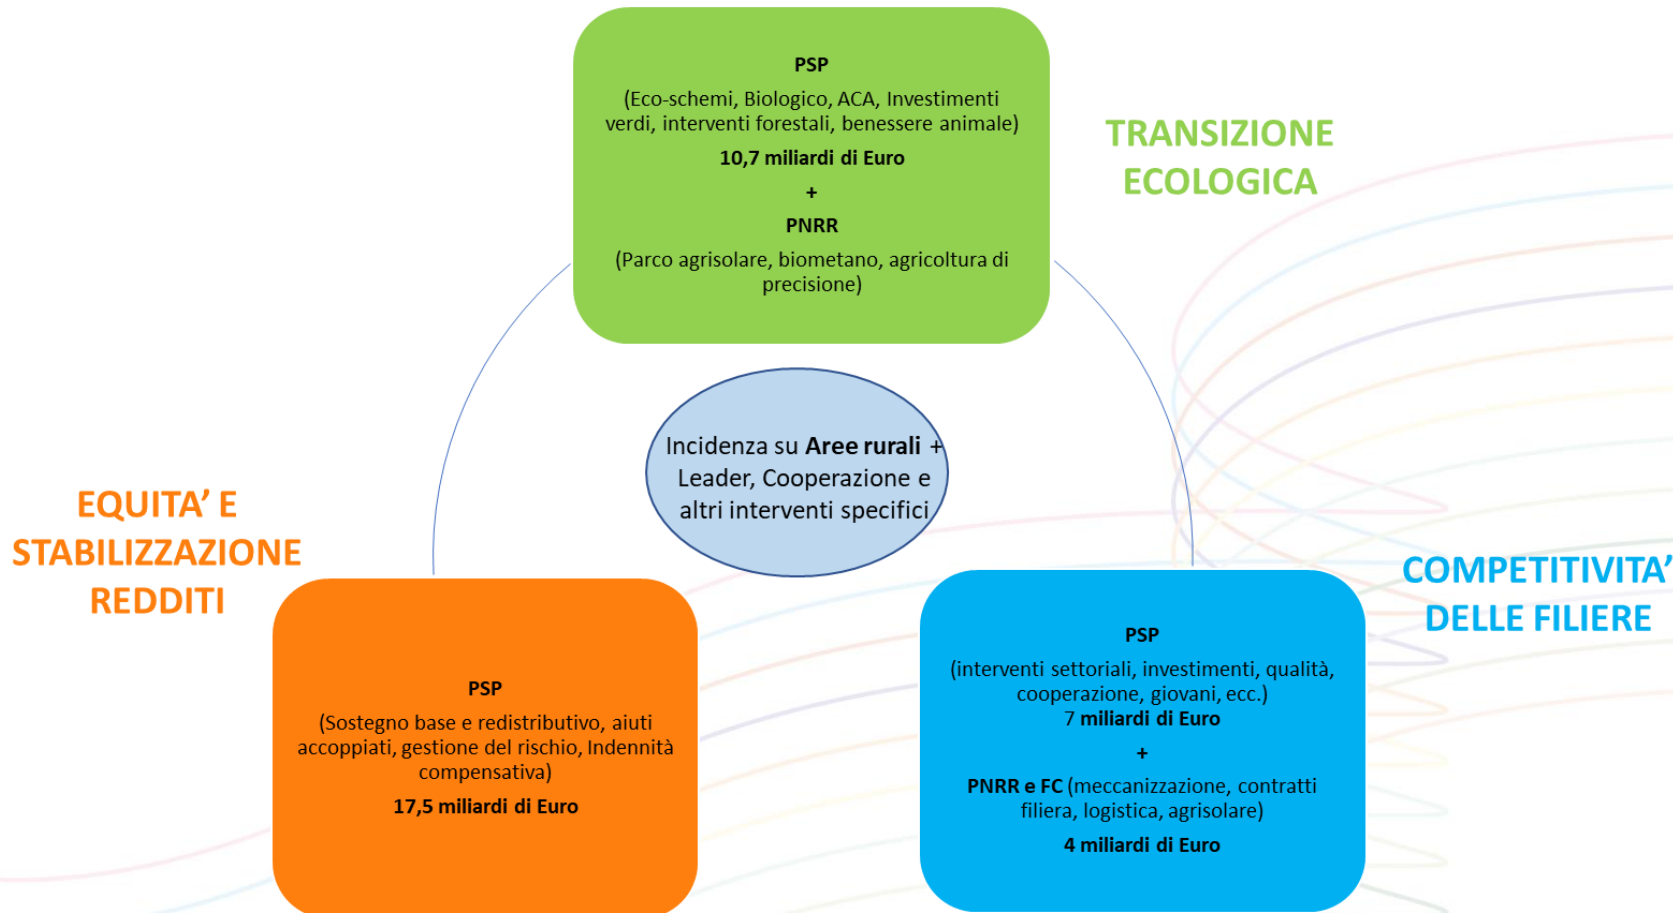 PSP
(Eco-schemi, Biologico, ACA, Investimenti
verdi, interventi forestali, benessere animale)
10,7 miliardi di Euro
+
PNRR
(Parco agrisolare, biometano, agricoltura di
precisione)
TRANSIZIONE
ECOLOGICA
Incidenza su Aree rurali +
Leader, Cooperazione e
altri interventi specifici
EQUITA’ E
STABILIZZAZIONE
REDDITI
PSP
(Sostegno base e redistributivo, aiuti
accoppiati, gestione del rischio, Indennità
compensativa)
17,5 miliardi di Euro
COMPETITIVITA’
DELLE FILIERE
PSP
(interventi settoriali, investimenti, qualità,
cooperazione, giovani, ecc.)
7 miliardi di Euro
+
PNRR e FC (meccanizzazione, contratti
filiera, logistica, agrisolare)
4 miliardi di Euro